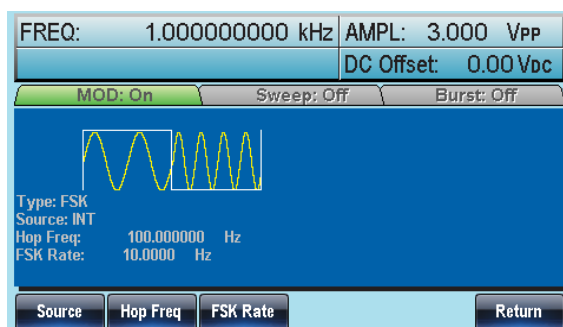 FREQ: 1.000000000 kHz AMPL: 3.000 VPP
DC Offset: 0.00 VDC
MOD: On Sweep: Off Burst: Off
Type: FSK
Source: INT
Hop Freq: 100.000000 Hz
FSK Rate: 10.0000 Hz
Source Hop Freq FSK Rate Return